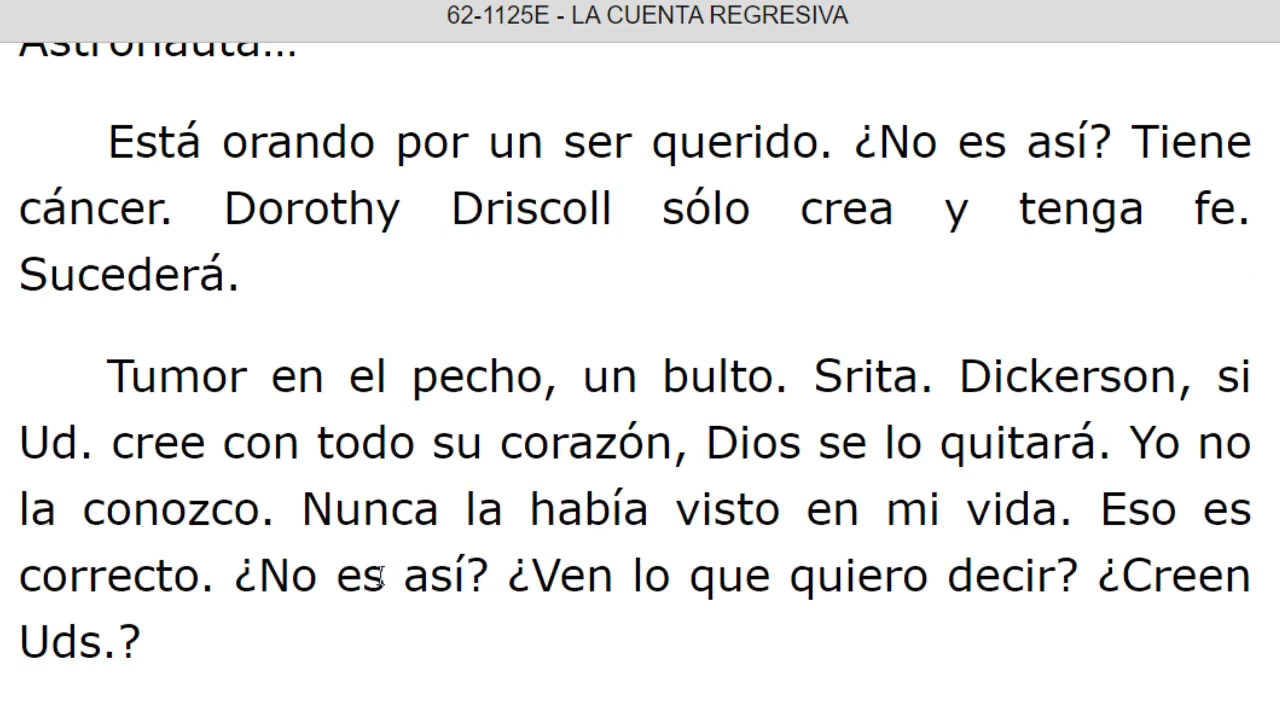 62-1125E - LA CUENTA REGRESIVA
Astronauta...
Está orando por un ser querido. ¿No es así? Tiene
cáncer. Dorothy Driscoll sólo crea y tenga fe.
Sucederá.
Tumor en el pecho, un bulto. Srita. Dickerson, si
Ud. cree con todo su corazón, Dios se lo quitará. Yo no
la conozco. Nunca la había visto en mi vida. Eso es
correcto. ¿No es así? ¿Ven lo que quiero decir? ¿Creen
Uds.?